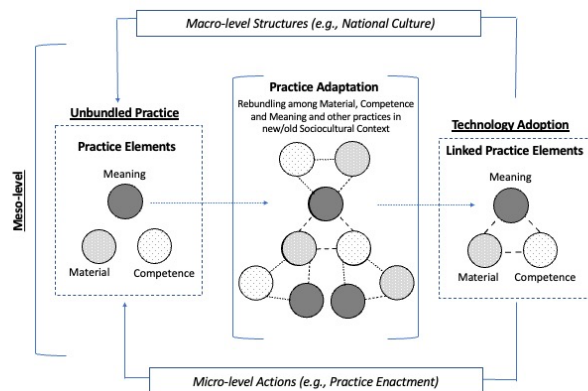 Macro-level Structures (e.g., National Culture)
Meso-level
Unbundled Practice
Practice Elements
Meaning
Material
Competence
Practice Adaptation
Rebundling among Material, Competence
and Meaning and other practices in
new/old Sociocultural Context
Technology Adoption
Linked Practice Elements
Meaning
Material
Competence
Micro-level Actions (e.g., Practice Enactment)